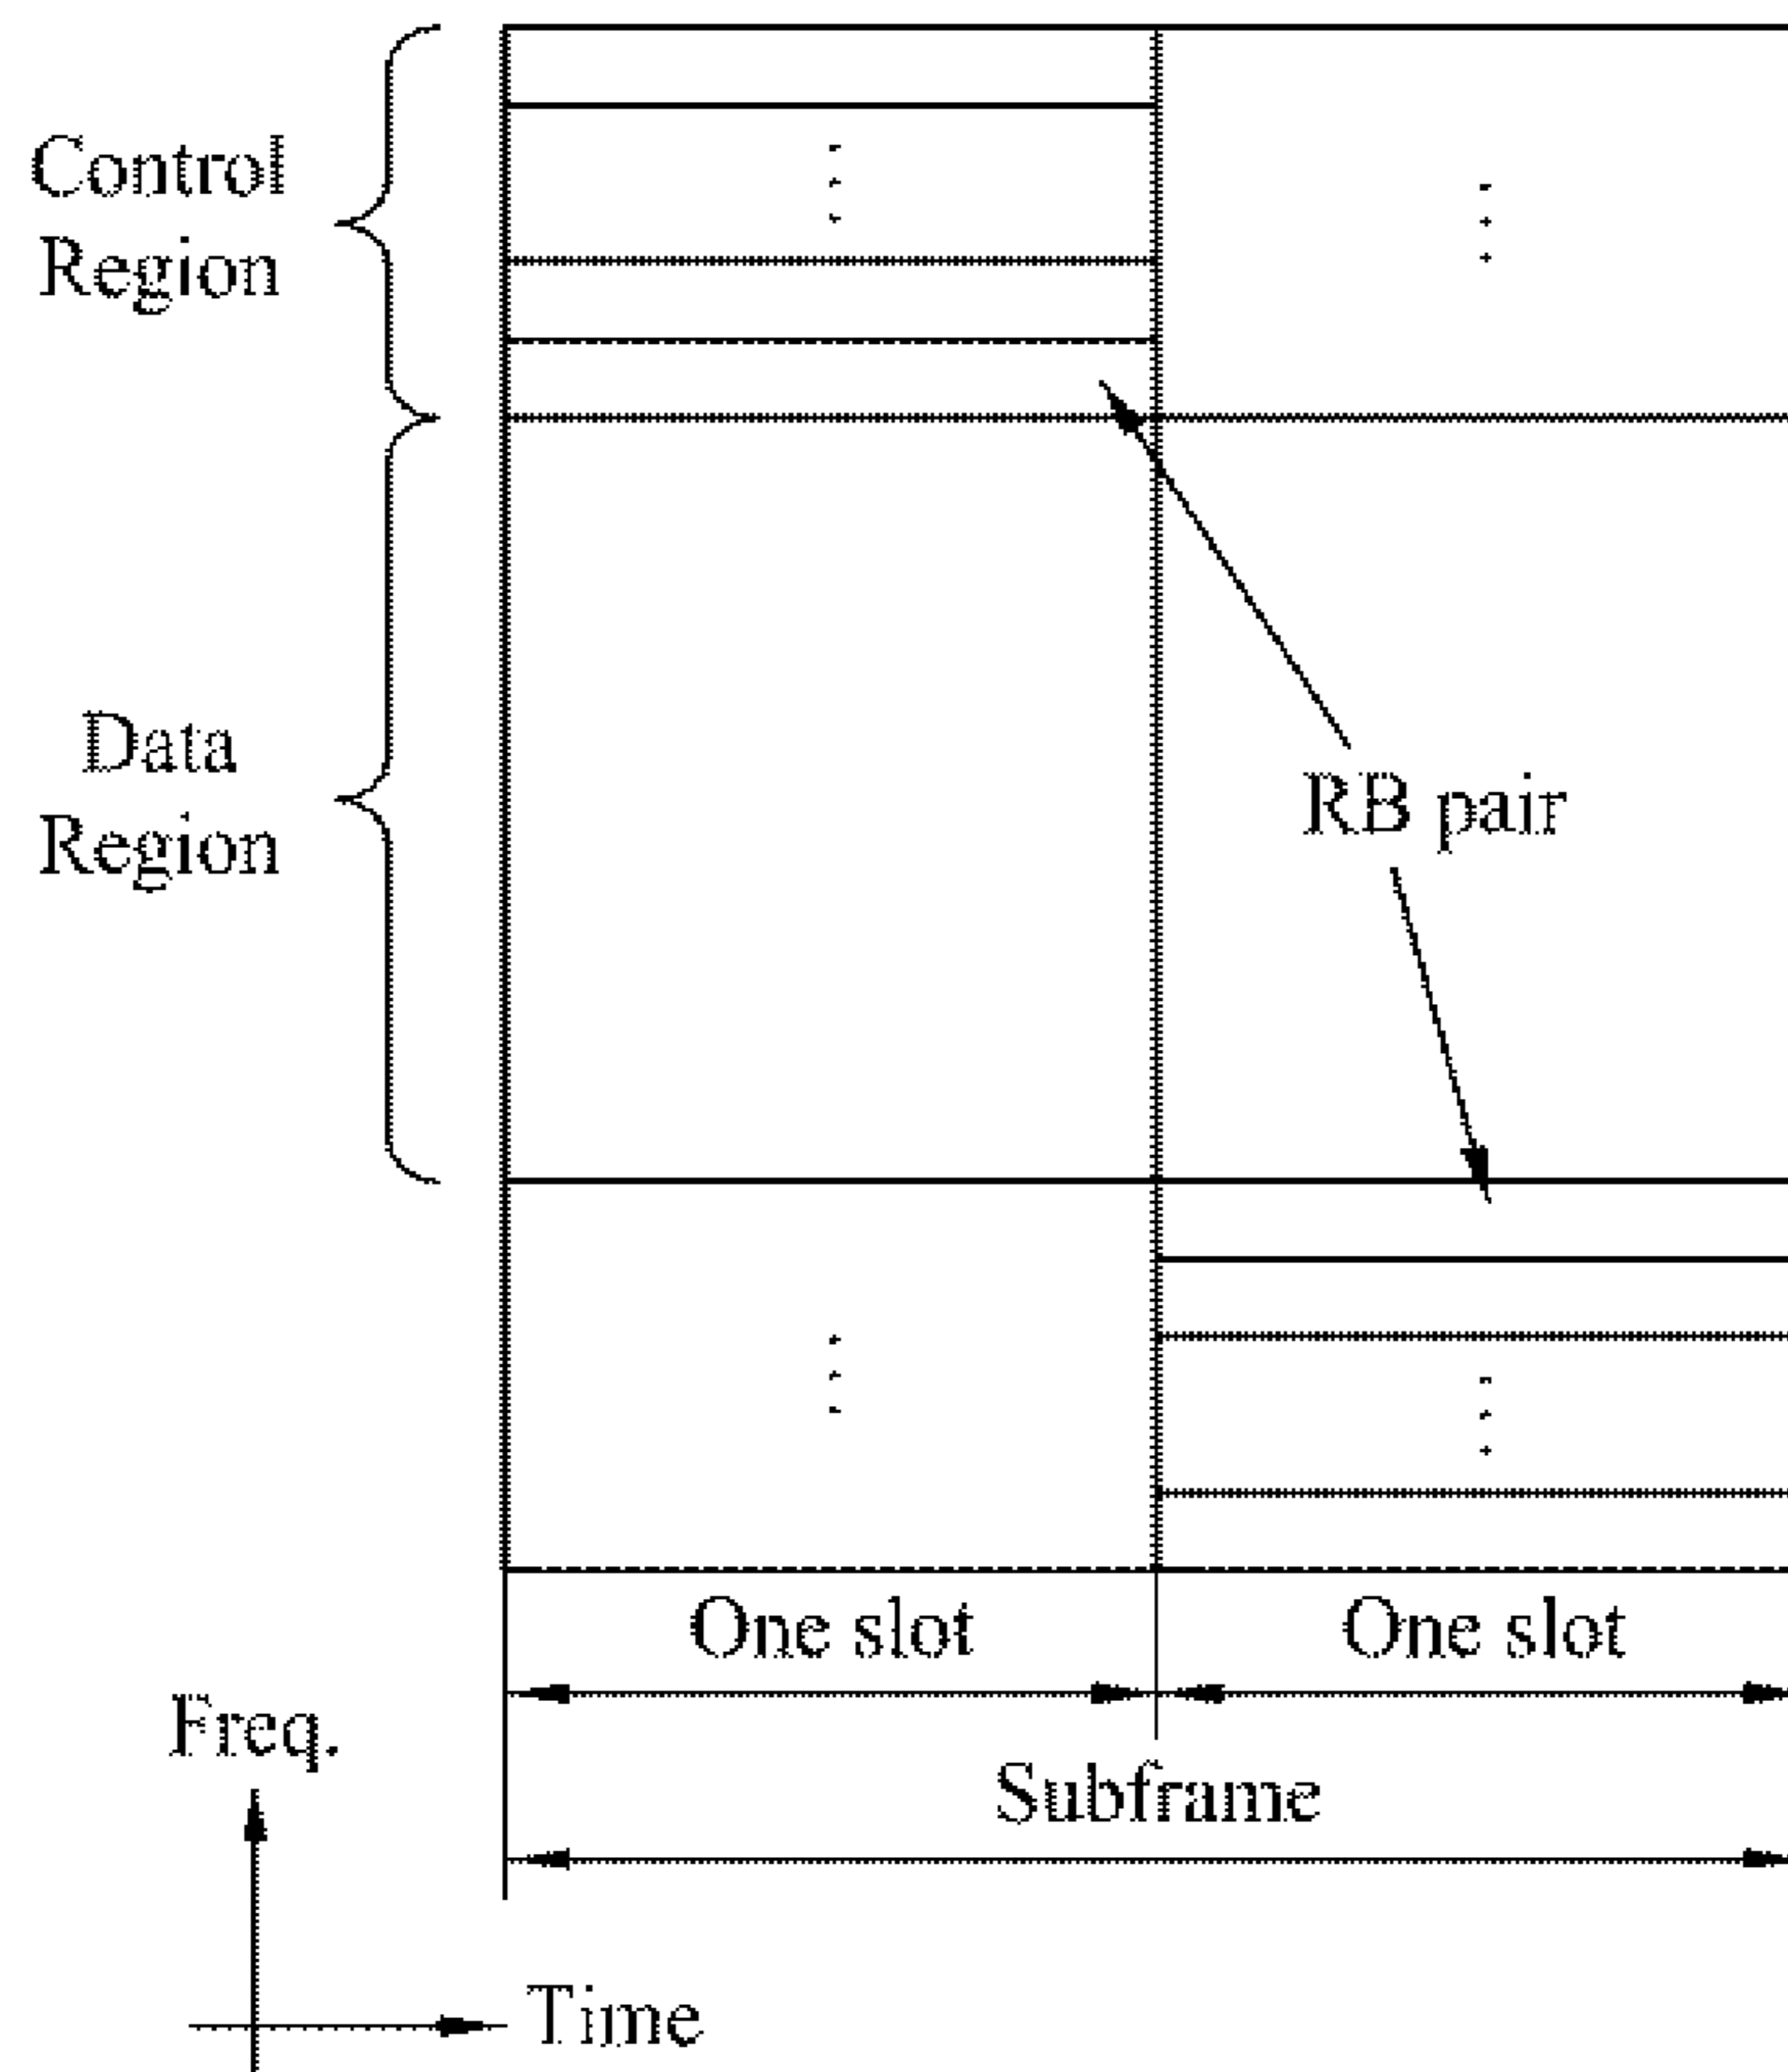 Control
Region
Data
Region
RB pair
One slot
One slot
Freq.
Subframe
Time